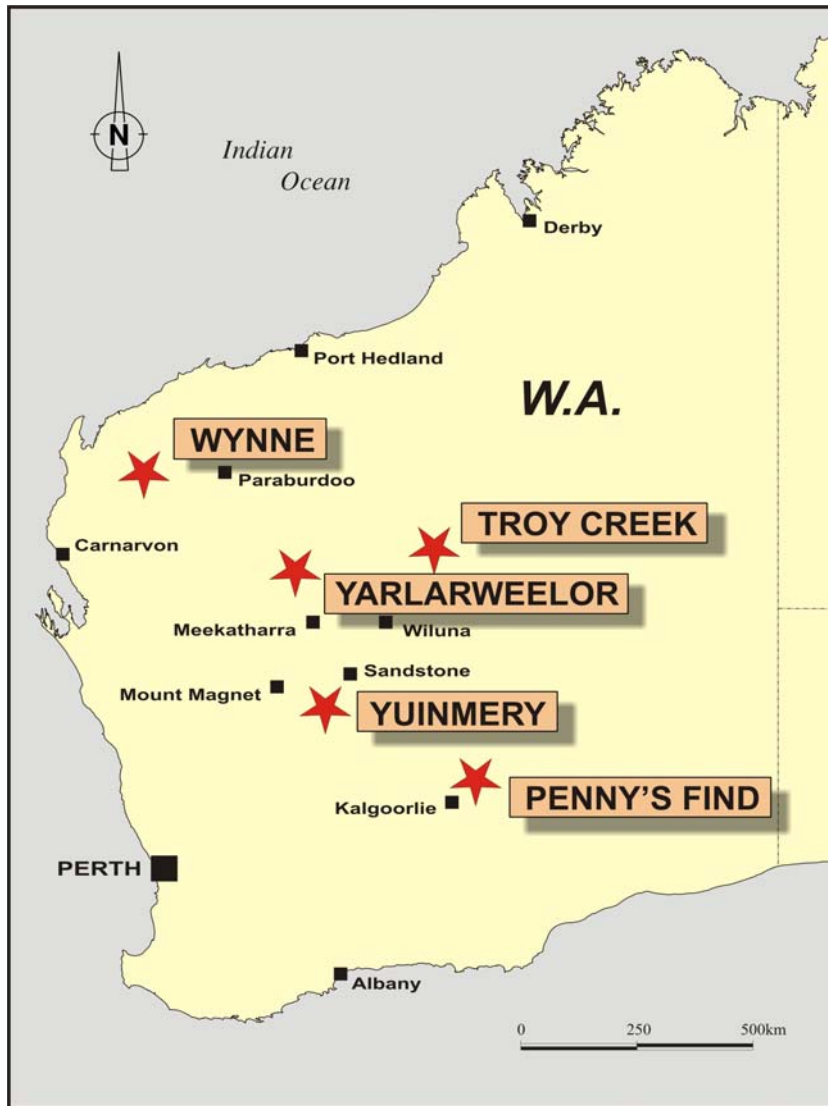 N
Indian
Ocean
Derby
Port Hedland
W.A.
WYNNE
Paraburdoo
TROY CREEK
Carnarvon
YARLARWEELOR
Meekatharra
Wiluna
Sandstone
Mount Magnet
YUINMERY
PENNY'S FIND
Kalgoorlie
PERTH
Albany
0 250 500km